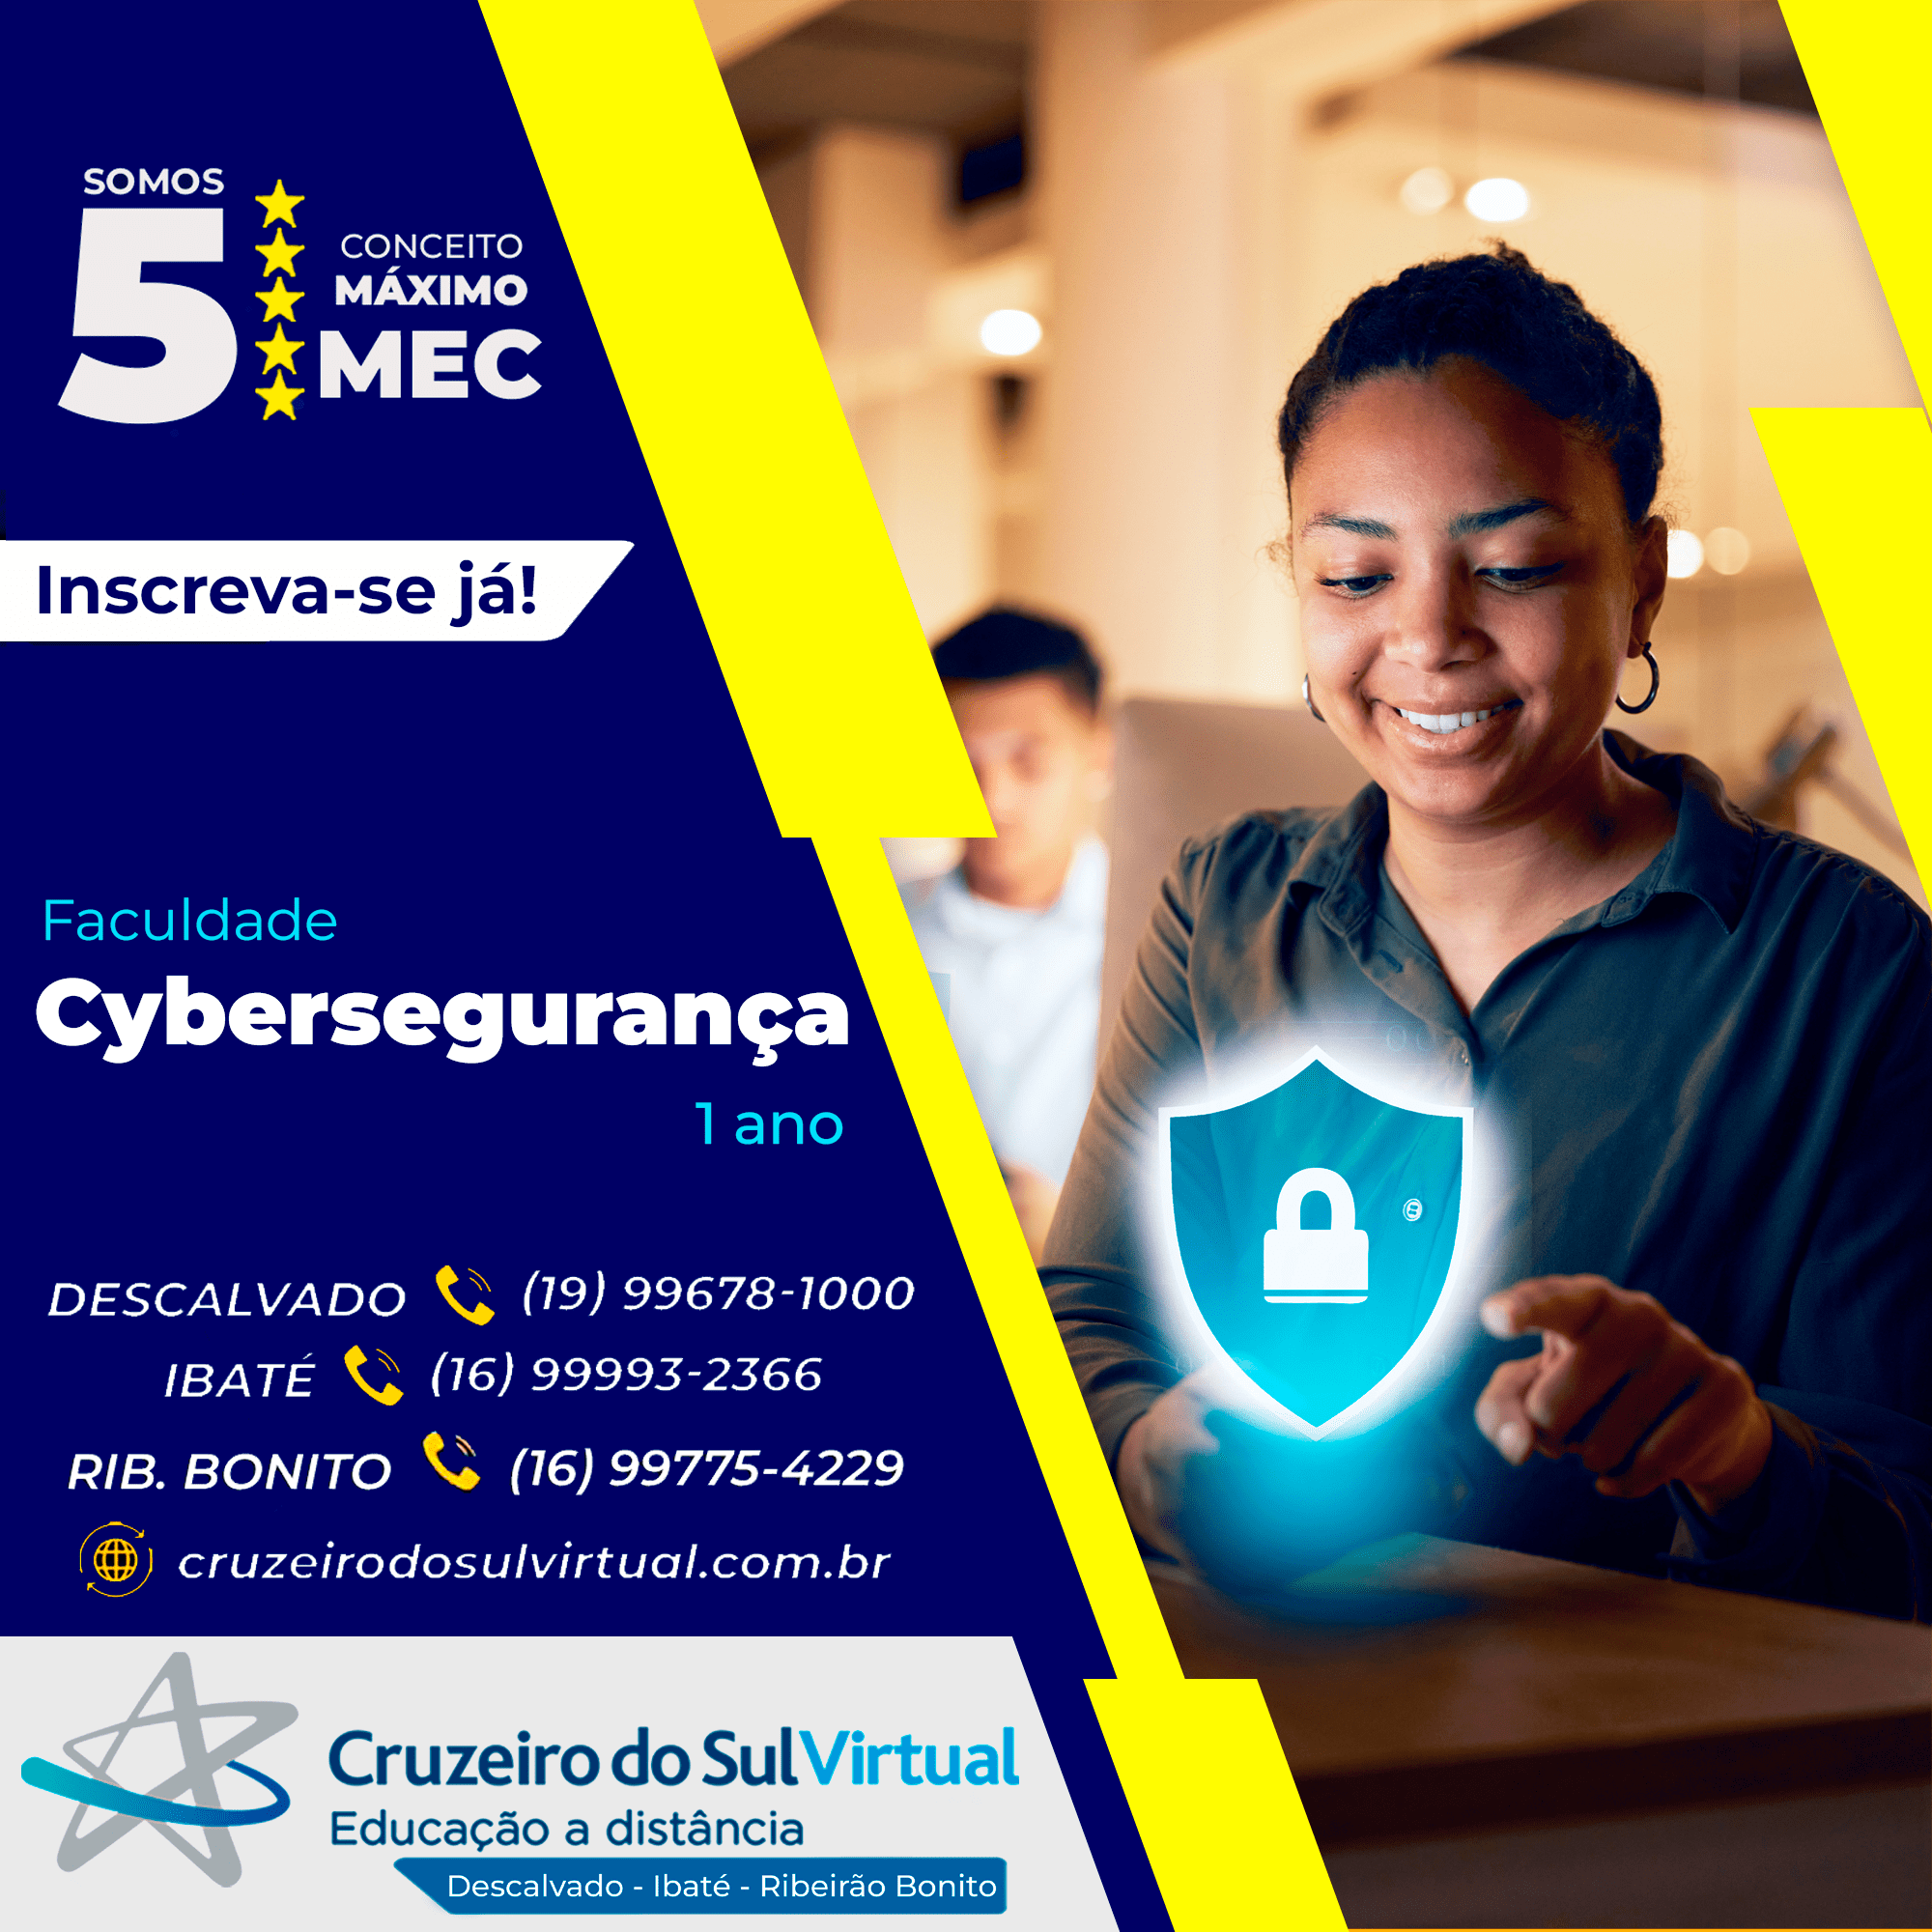 SOMOS
5
CONCEITO
MÁXIMO
MEC
Inscreva-se já!
Faculdade
Cybersegurança
1 ano
DESCALVADO (19) 99678-1000
IBATÉ (16) 99993-2366
RIB. BONITO (16) 99775-4229
cruzeirodosulvirtual.com.br
Cruzeiro do Sul Virtual
Educação a distância
Descalvado - Ibaté - Ribeirão Bonito